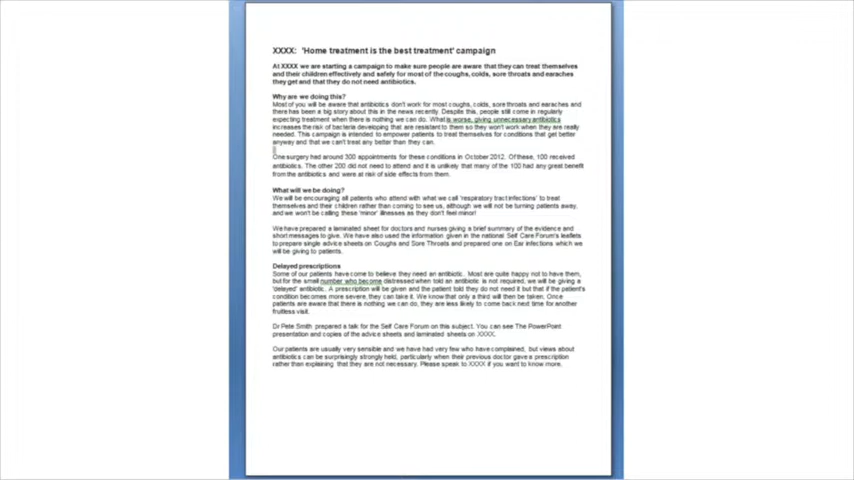 XXXX: 'Home treatment is the best treatment' campaign
At XXXX we are starting a campaign to make sure people are aware that they can treat themselves
and their children effectively and safely for most of the coughs, colds, sore throats and earaches
they get and that they do not need antibiotics.
Why are we doing this?
Most of you will be aware that antibiotics don't work for most coughs, colds, sore throats and earaches and
there has been a big story about this in the news recently. Despite this, people still come in regularly
expecting treatment when there is nothing we can do. What is worse, giving unnecessary antibiotics
increases the risk of bacteria developing that are resistant to them so they won't work when they are really
needed. This campaign is intended to empower patients to treat themselves for conditions that get better
anyway and that we can't treat any better than they can.
One surgery had around 300 appointments for these conditions in October 2012. Of these, 100 received
antibiotics. The other 200 did not need to attend and it is unlikely that many of the 100 had any great benefit
from the antibiotics and were at risk of side effects from them.
What will we be doing?
We will be encouraging all patients who attend with what we call 'respiratory tract infections' to treat
themselves and their children rather than coming to see us, although we will not be turning patients away,
and we won't be calling these 'minor' illnesses as they don't feel minor!
We have prepared a laminated sheet for doctors and nurses giving a brief summary of the evidence and
short messages to give. We have also used the information given in the national Self Care Forum's leaflets
to prepare single advice sheets on Coughs and Sore Throats and prepared one on Ear infections which we
will be giving to patients.
Delayed prescriptions
Some of our patients have come to believe they need an antibiotic. Most are quite happy not to have them,
but for the small number who become distressed when told an antibiotic is not required, we will be giving a
'delayed' antibiotic. A prescription will be given and the patient told they do not need it but that if the patient's
condition becomes more severe, they can take it. We know that only a third will then be taken. Once
patients are aware that there is nothing we can do, they are less likely to come back next time for another
fruitless visit.
Dr Pete Smith prepared a talk for the Self Care Forum on this subject. You can see The PowerPoint
presentation and copies of the advice sheets and laminated sheets on XXXX.
Our patients are usually very sensible and we have had very few who have complained, but views about
antibiotics can be surprisingly strongly held, particularly when their previous doctor gave a prescription
rather than explaining that they are not necessary. Please speak to XXXX if you want to know more.